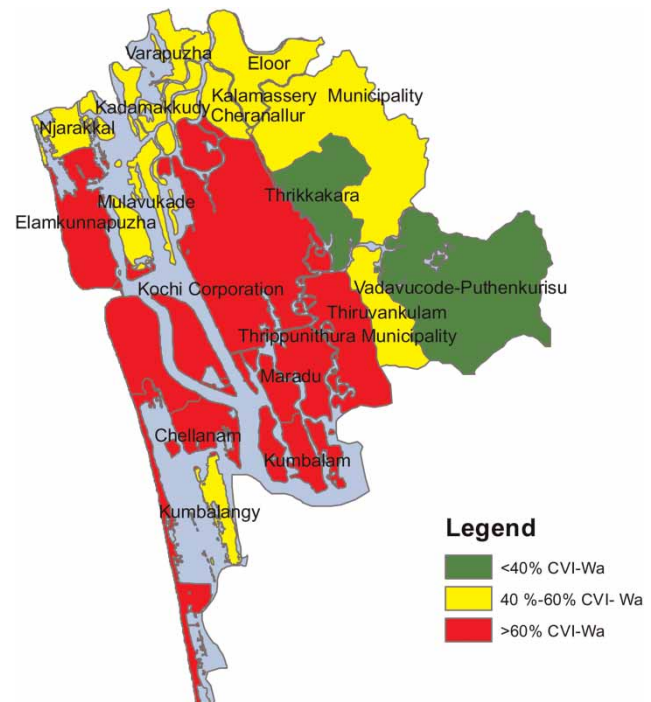 Varapuzha
Eloor
Kadamakkudy
Kalamassery Municipality
Cheranallur
Njarakkal
Thrikkakara
Mulavukade
Elamkunnapuzha
Kochi Corporation
Vadavucode-Puthenkurisu
Thiruvankulam
Thrippunithura Municipality
Maradu
Chellanam
Kumbalam
Kumbalangy
Legend
<40% CVI-Wa
40 %-60% CVI- Wa
>60% CVI-Wa